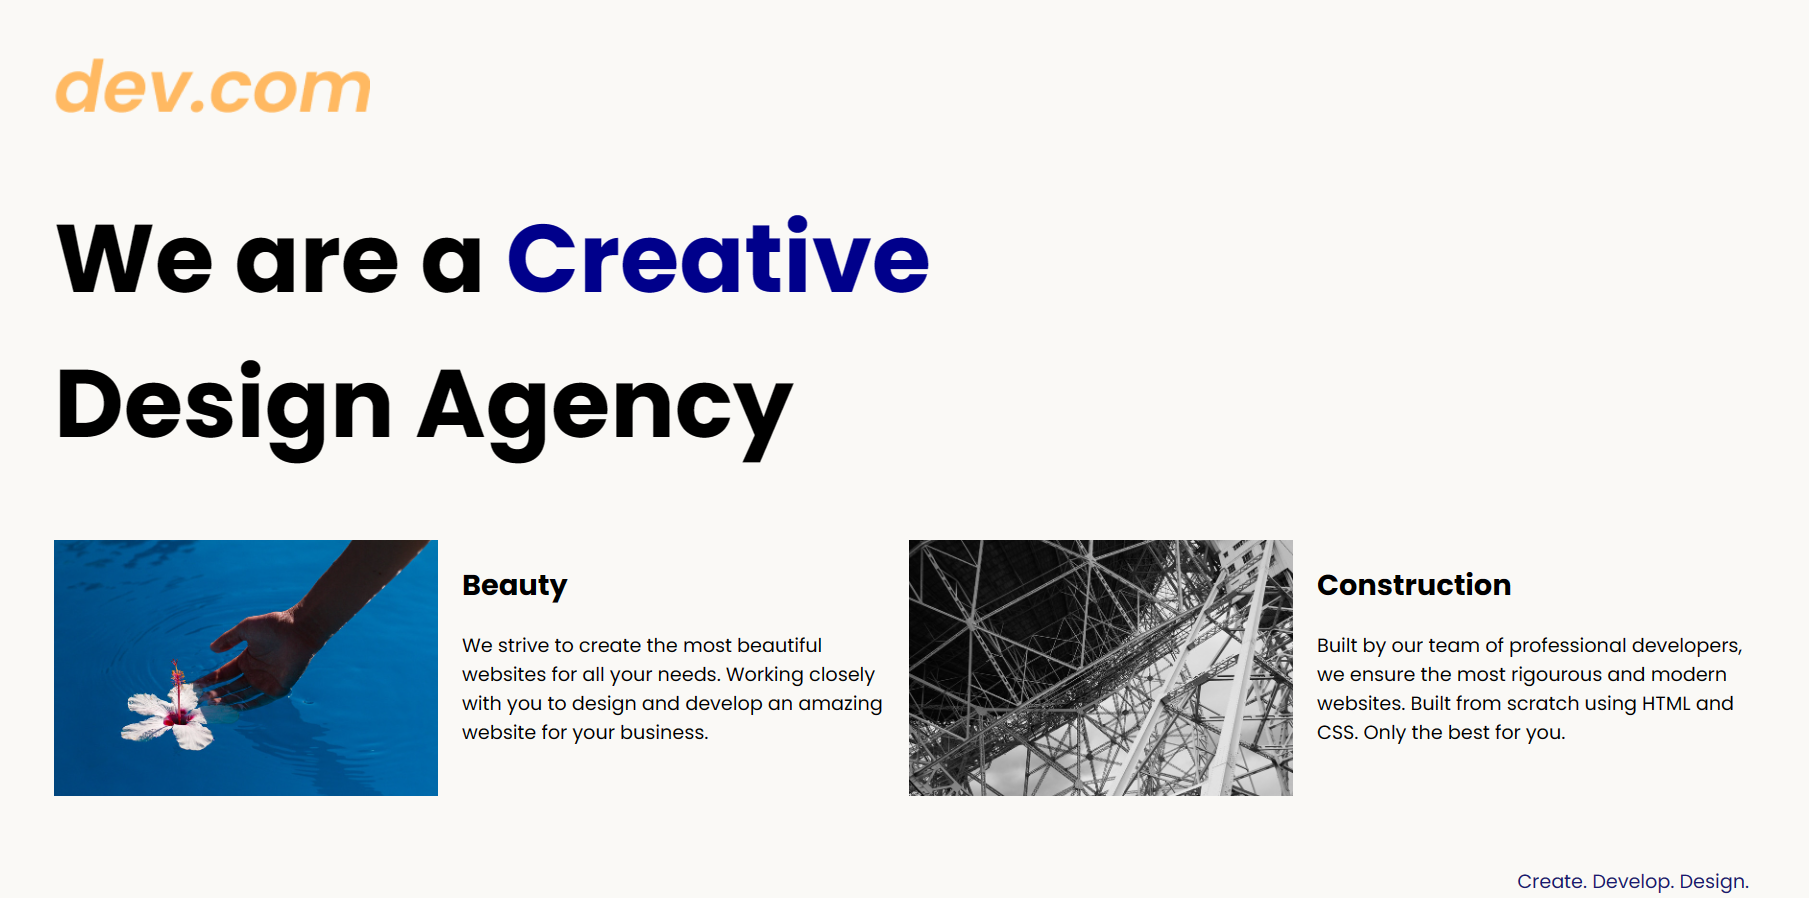 dev.com
We are a Creative
Design Agency
Beauty
We strive to create the most beautiful
websites for all your needs. Working closely
with you to design and develop an amazing
website for your business.
Construction
Built by our team of professional developers,
we ensure the most rigourous and modern
websites. Built from scratch using HTML and
CSS. Only the best for you.
Create. Develop. Design.